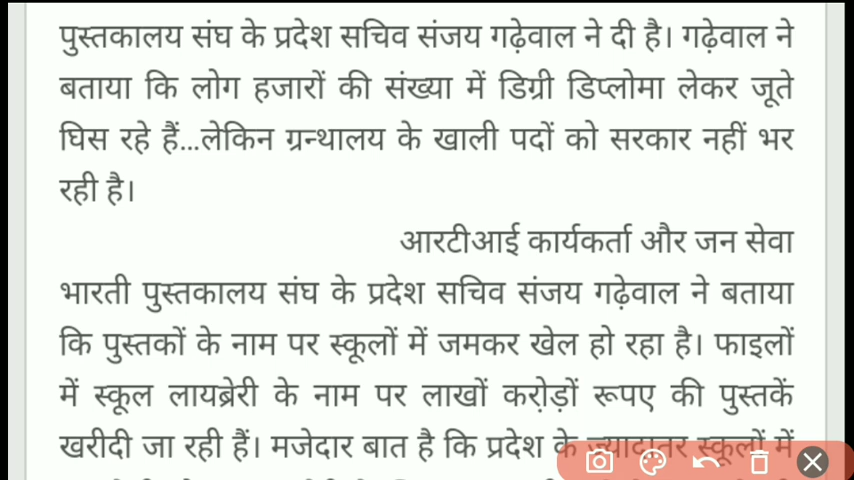 पुस्तकालय संघ के प्रदेश सचिव संजय गढ़ेवाल ने दी है। गढ़ेवाल ने
बताया कि लोग हजारों की संख्या में डिग्री डिप्लोमा लेकर जूते
घिस रहे हैं...लेकिन ग्रन्थालय के खाली पदों को सरकार नहीं भर
रही है।
आरटीआई कार्यकर्ता और जन सेवा
भारती पुस्तकालय संघ के प्रदेश सचिव संजय गढ़ेवाल ने बताया
कि पुस्तकों के नाम पर स्कूलों में जमकर खेल हो रहा है। फाइलों
में स्कूल लायब्रेरी के नाम पर लाखों करो़ड़ों रूपए की पुस्तकें
खरीदी जा रही हैं। मजेदार बात है कि प्रदेश के ज्यादातर स्कूलों में